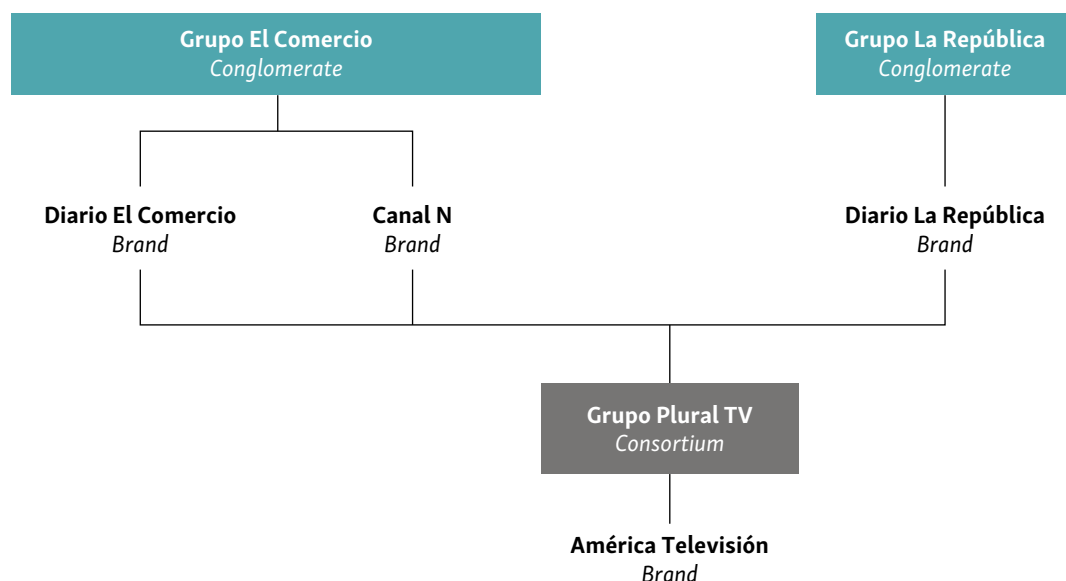 Grupo El Comercio
Conglomerate
Grupo La República
Conglomerate
Diario El Comercio
Brand
Canal N
Brand
Diario La República
Brand
Grupo Plural TV
Consortium
América Televisión
Brand